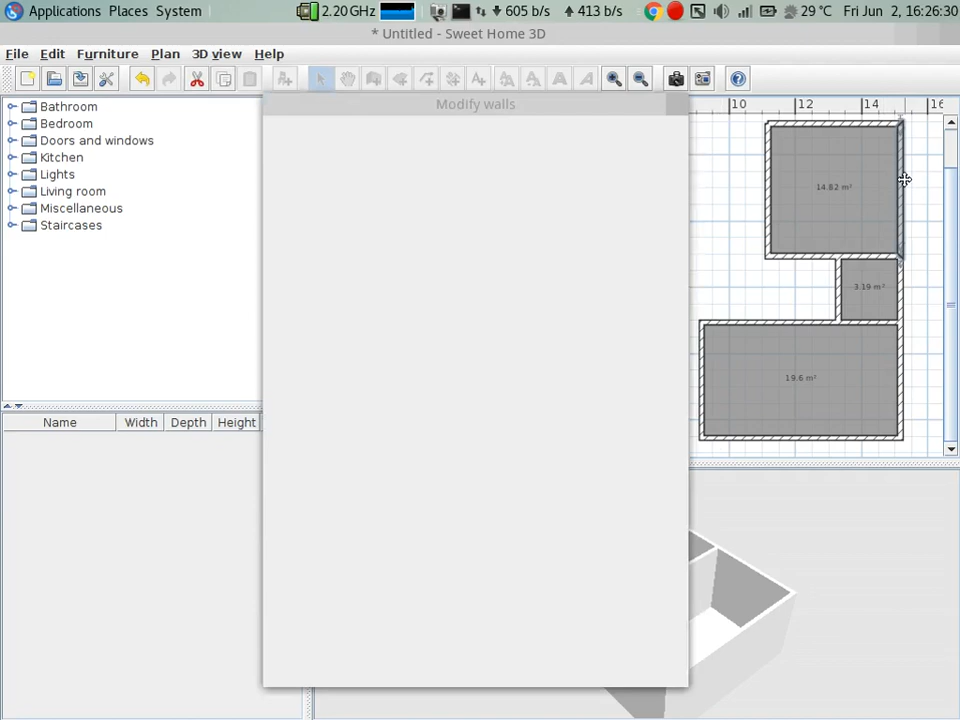 Applications Places System 2.20 GHz 605 b/s 413 b/s 29 °C Fri Jun 2, 16:26:30
* Untitled - Sweet Home 3D
File Edit Furniture Plan 3D view Help
Modify walls
10 12 14 16
Bathroom
Bedroom
Doors and windows
Kitchen
Lights
Living room
Miscellaneous
Staircases
14.82 m²
3.19 m²
19.6 m²
Name Width Depth Height